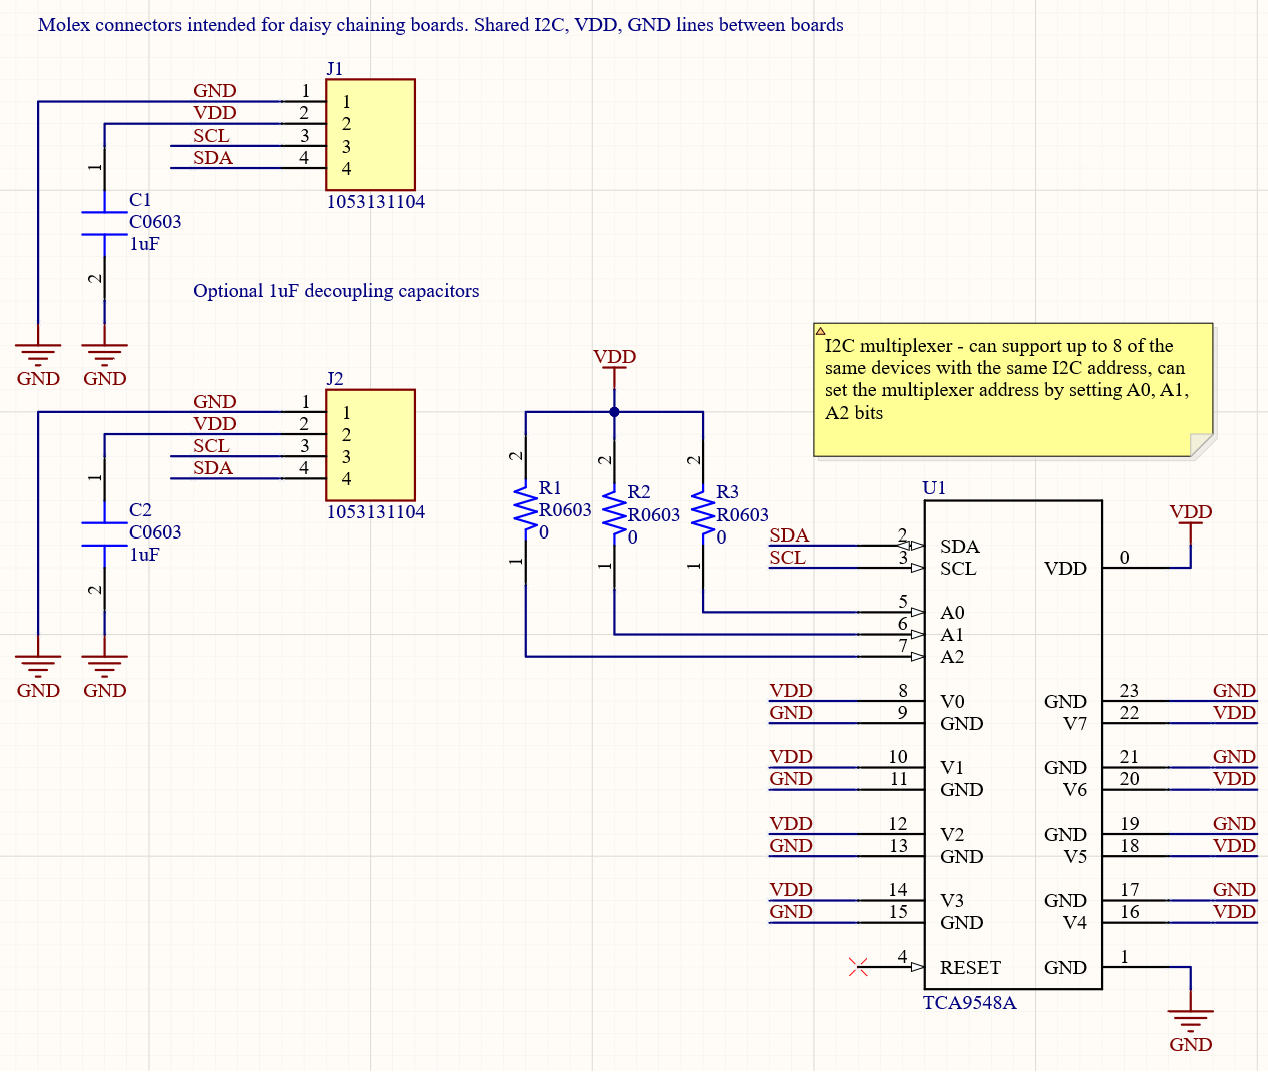 Molex connectors intended for daisy chaining boards. Shared I2C, VDD, GND lines between boards
J1
GND 1 1
VDD 2 2
SCL 3 3
SDA 4 4
1053131104
1
C1
C0603
1uF
2
GND
GND
Optional 1uF decoupling capacitors
J2
GND 1 1
VDD 2 2
SCL 3 3
SDA 4 4
1053131104
1
C2
C0603
1uF
2
GND
GND
VDD
2
R1
R0603
0
1
2
R2
R0603
0
1
2
R3
R0603
0
1
I2C multiplexer - can support up to 8 of the
same devices with the same I2C address, can
set the multiplexer address by setting A0, A1,
A2 bits
U1
VDD
SDA 2 SDA
SCL 3 SCL VDD 0
5 A0
6 A1
7 A2
VDD 8 V0 GND 23 GND
GND 9 GND V7 22 VDD
VDD 10 V1 GND 21 GND
GND 11 GND V6 20 VDD
VDD 12 V2 GND 19 GND
GND 13 GND V5 18 VDD
VDD 14 V3 GND 17 GND
GND 15 GND V4 16 VDD
4 RESET GND 1
TCA9548A
GND